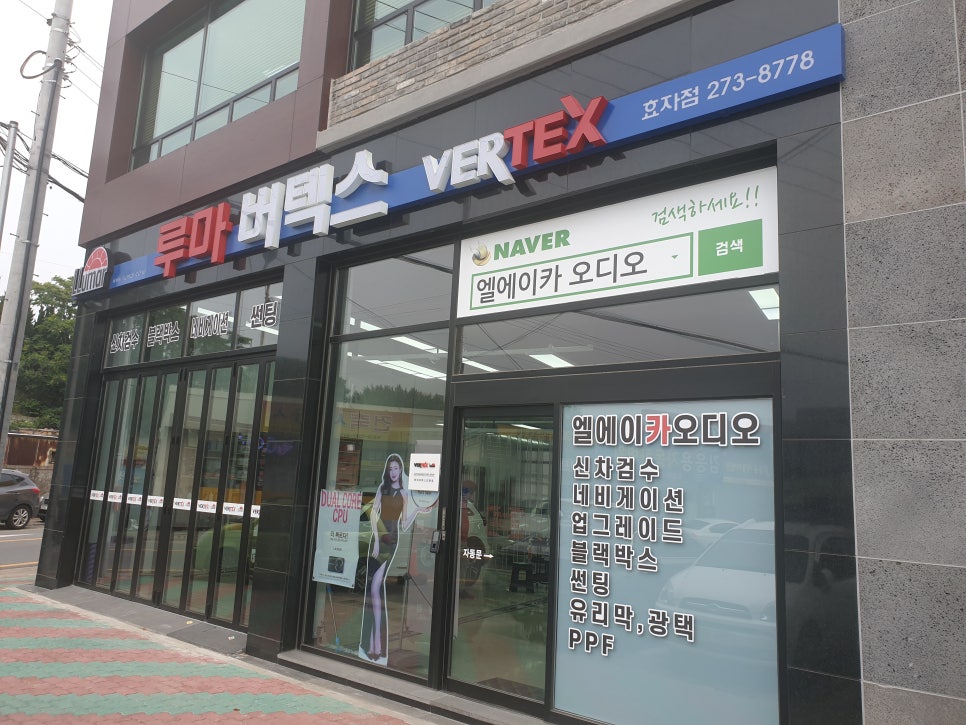 루마 버텍스 VERTEX 효자점 273-8778
LLumar
NAVER 검색하세요!!
엘에이카 오디오 검색
신차검수 블랙박스 네비게이션 썬팅
엘에이카오디오
신차검수
네비게이션
업그레이드
블랙박스
썬팅
유리막,광택
PPF
자동문→
DUAL CORE
CPU
VERTEX